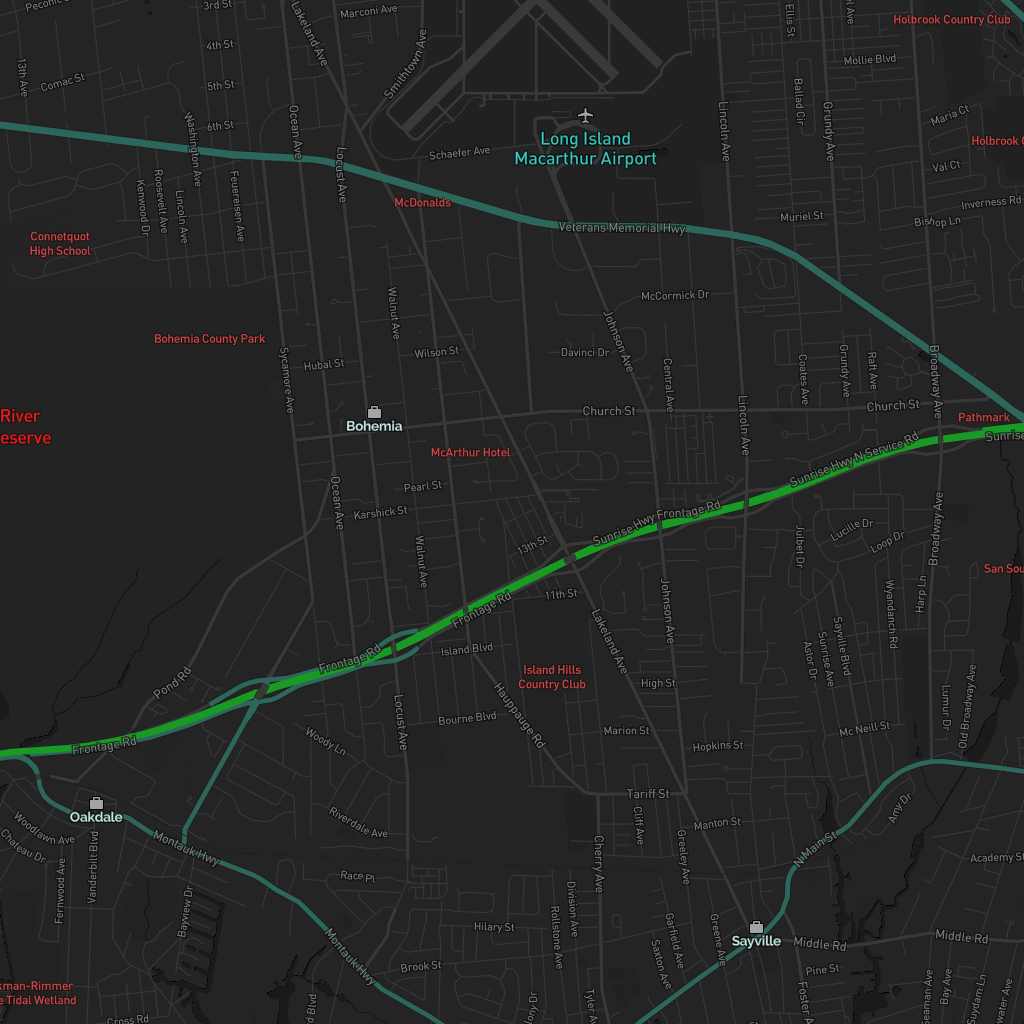 Peconic
3rd St
Lakeland Ave
Marconi Ave
Smithtown Ave
Ellis St
Holbrook Country Club
4th St
13th Ave
Comac St
5th St
Mollie Blvd
Ballad Cir
Grundy Ave
Lincoln Ave
Maria Ct
Washington Ave
6th St
Ocean Ave
Locust Ave
Schaefer Ave
Long Island
Macarthur Airport
Holbrook C
Val Ct
Kenwood Dr
Roosevelt Ave
Lincoln Ave
Feuereisen Ave
McDonalds
Inverness Rd
Muriel St
Bishop Ln
Veterans Memorial Hwy
Connetquot
High School
McCormick Dr
Walnut Ave
Johnson Ave
Bohemia County Park
Sycamore Ave
Hubal St
Wilson St
Davinci Dr
Central Ave
Coates Ave
Grundy Ave
Raft Ave
Broadway Ave
River
eserve
Bohemia
Church St
Church St
Lincoln Ave
Pathmark
McArthur Hotel
Sunrise Hwy N Service Rd
Sunrise
Ocean Ave
Pearl St
Karshick St
Sunrise Hwy Frontage Rd
Walnut Ave
13th St
Julbet Dr
Lucille Dr
Loop Dr
Broadway Ave
San Sou
Frontage Rd
11th St
Johnson Ave
Lakeland Ave
Wyandanch Rd
Harp Ln
Frontage Rd
Island Blvd
Astor Dr
Sunrise Ave
Sayville Blvd
Pond Rd
Island Hills
Country Club
High St
Hauppauge Rd
Locust Ave
Bourne Blvd
Lumur Dr
Old Broadway Ave
Frontage Rd
Woody Ln
Marion St
Hopkins St
Mc Neill St
Oakdale
Tariff St
Riverdale Ave
Cliff Ave
Manton St
Amy Dr
Woodlawn Ave
Chateau Dr
Montauk Hwy
Vanderbilt Blvd
Fernwood Ave
Cherry Ave
Greeley Ave
N Main St
Academy St
Race Pl
Bayview Dr
Division Ave
Rollstone Ave
Hilary St
Garfield Ave
Greene Ave
Saxton Ave
Sayville
Middle Rd
Middle Rd
Montauk Hwy
Brook St
Pine St
Foster Ave
Bay Ave
Suydam Ln
kman-Rimmer
e Tidal Wetland
Cross Rd
d Blvd
lony Dr
Tyler Ave
eaman Ave
water Ave